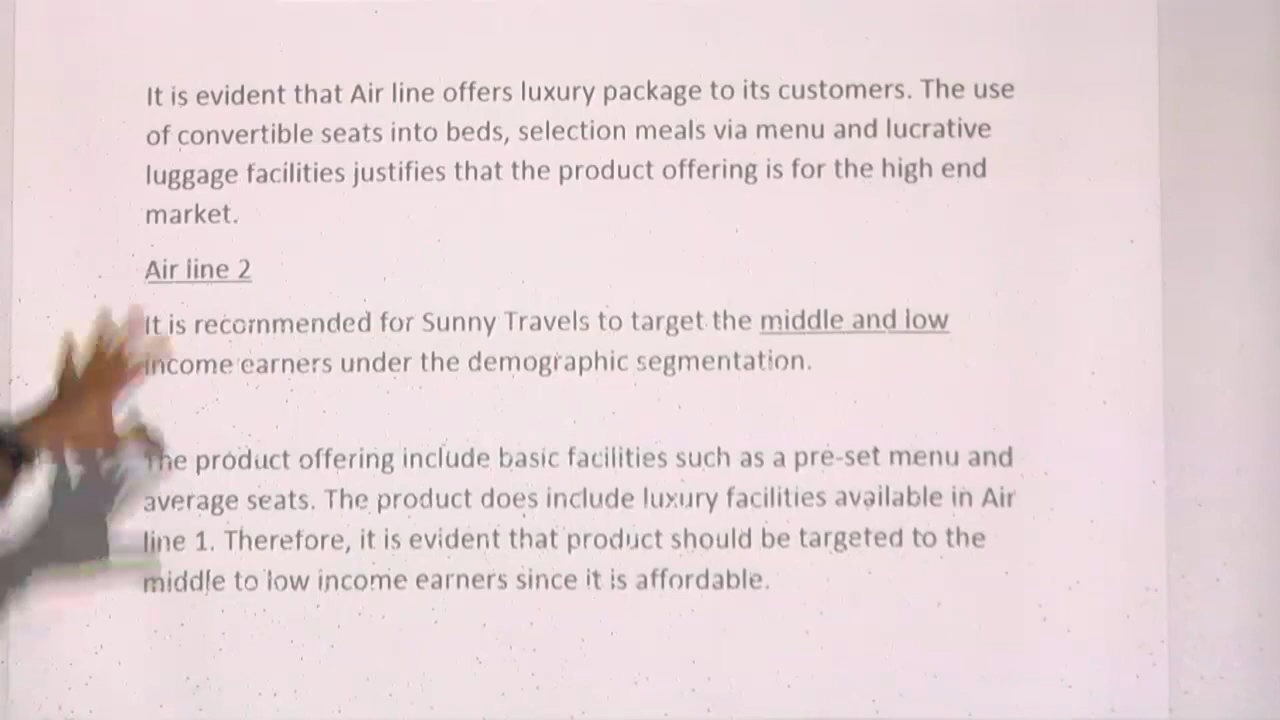 It is evident that Air line offers luxury package to its customers. The use
of convertible seats into beds, selection meals via menu and lucrative
luggage facilities justifies that the product offering is for the high end
market.
Air line 2
It is recommended for Sunny Travels to target the middle and low
income earners under the demographic segmentation.
The product offering include basic facilities such as a pre-set menu and
average seats. The product does include luxury facilities available in Air
line 1. Therefore, it is evident that product should be targeted to the
middle to low income earners since it is affordable.